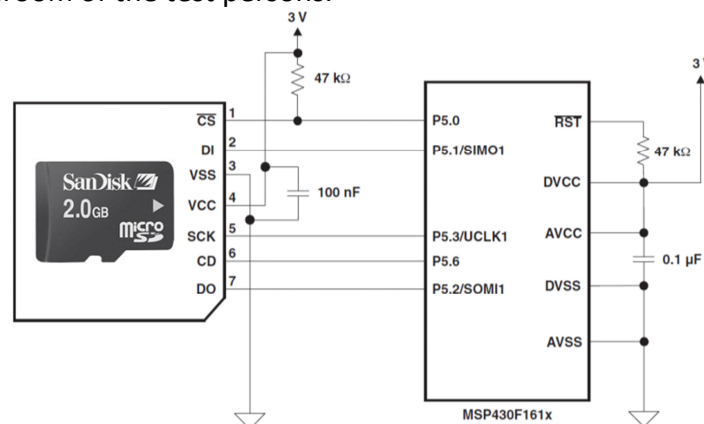 room of the test persons.
3 V
47 kΩ
3 V
CS 1
DI 2
VSS 3
VCC 4
SCK 5
CD 6
DO 7
SanDisk
2.0GB
micro
SD
100 nF
P5.0
P5.1/SIMO1
P5.3/UCLK1
P5.6
P5.2/SOMI1
RST
DVCC
AVCC
DVSS
AVSS
47 kΩ
0.1 µF
MSP430F161x